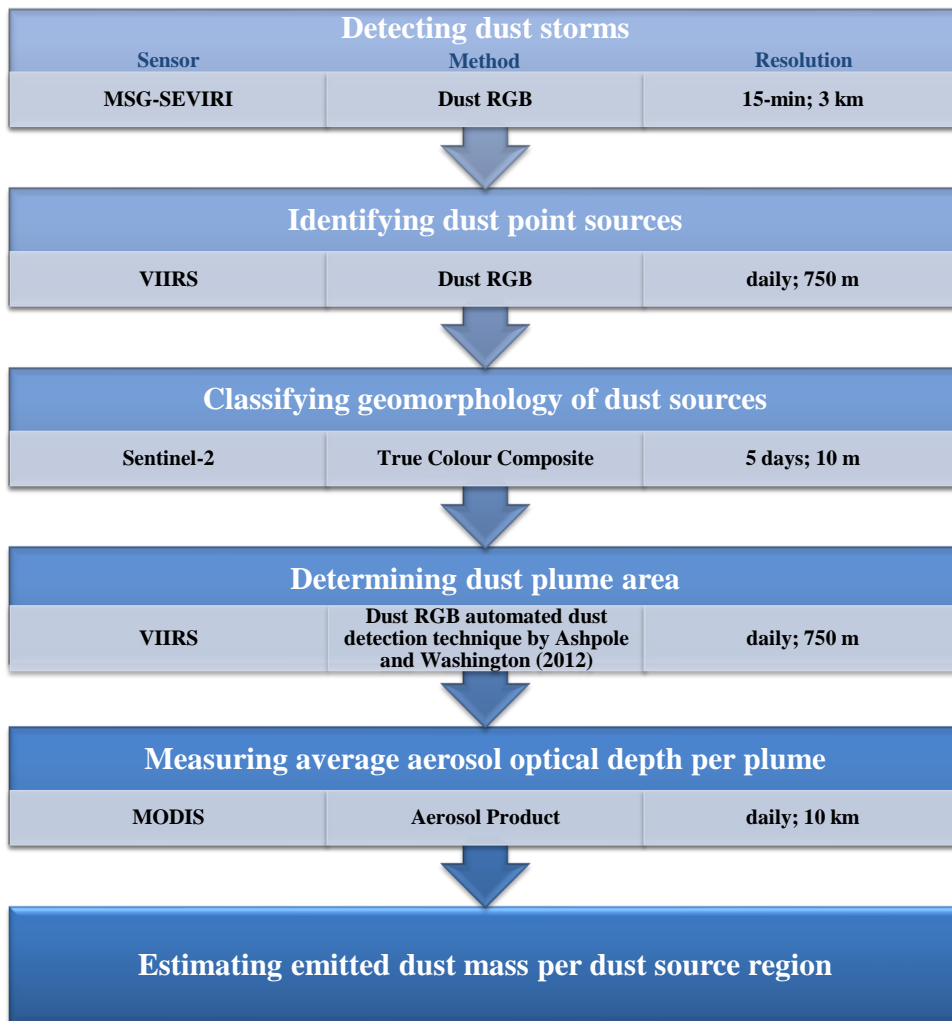 Detecting dust storms
Sensor Method Resolution
MSG-SEVIRI Dust RGB 15-min; 3 km
Identifying dust point sources
VIIRS Dust RGB daily; 750 m
Classifying geomorphology of dust sources
Sentinel-2 True Colour Composite 5 days; 10 m
Determining dust plume area
VIIRS
Dust RGB automated dust
detection technique by Ashpole
and Washington (2012)
daily; 750 m
Measuring average aerosol optical depth per plume
MODIS Aerosol Product daily; 10 km
Estimating emitted dust mass per dust source region